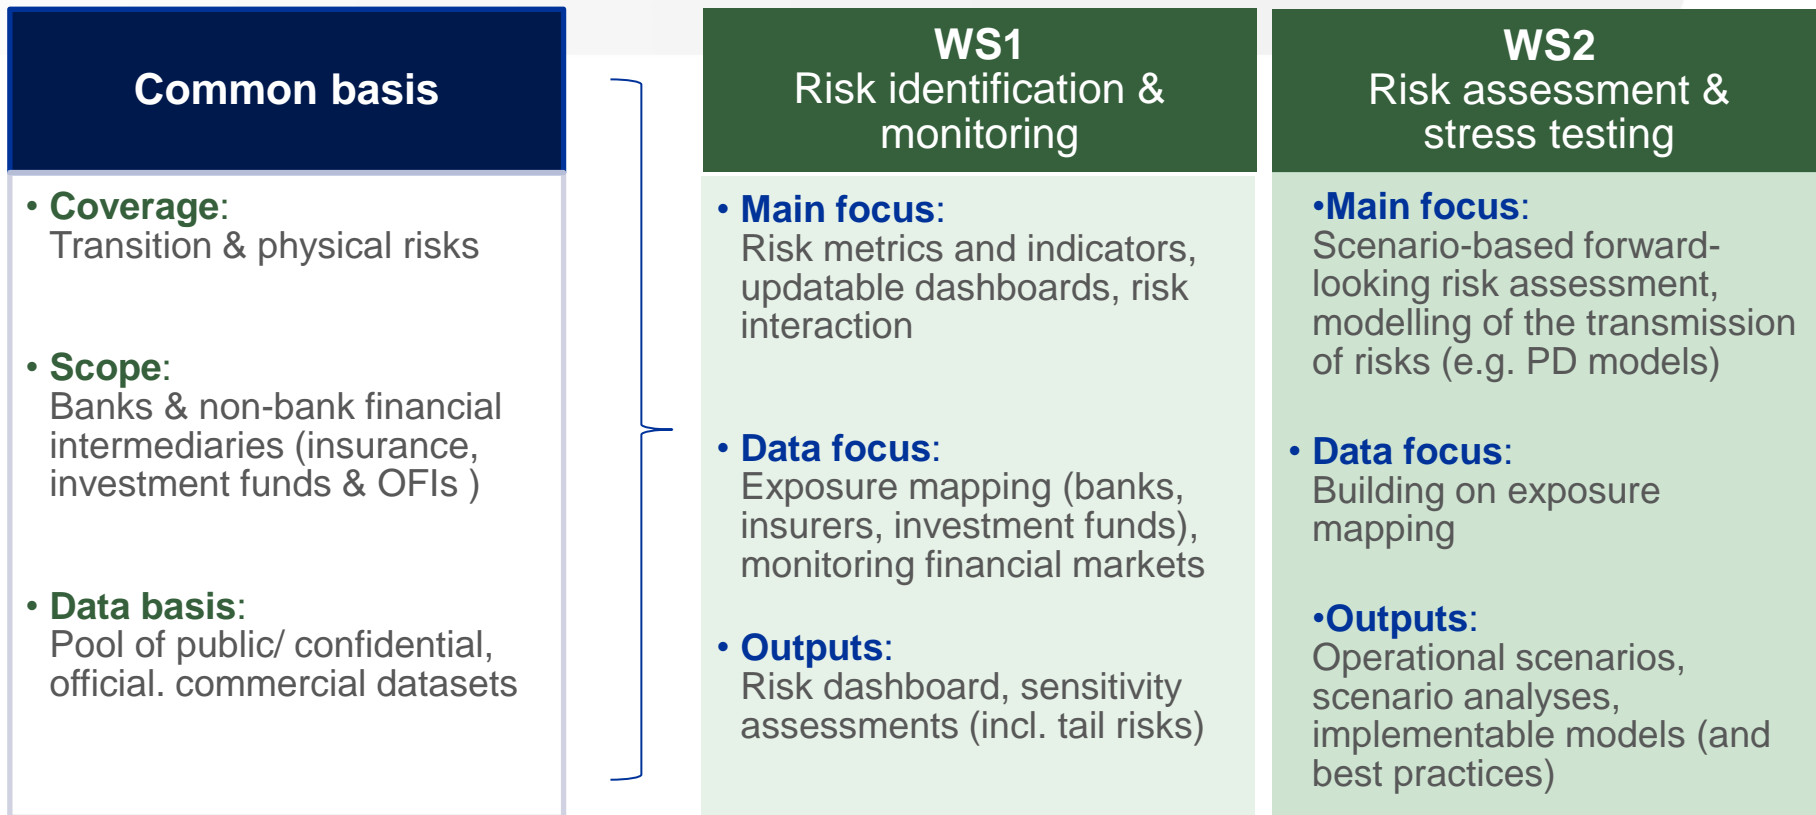 Common basis
• Coverage:
Transition & physical risks
• Scope:
Banks & non-bank financial
intermediaries (insurance,
investment funds & OFIs )
• Data basis:
Pool of public/ confidential,
official. commercial datasets
WS1
Risk identification &
monitoring
• Main focus:
Risk metrics and indicators,
updatable dashboards, risk
interaction
• Data focus:
Exposure mapping (banks,
insurers, investment funds),
monitoring financial markets
• Outputs:
Risk dashboard, sensitivity
assessments (incl. tail risks)
WS2
Risk assessment &
stress testing
•Main focus:
Scenario-based forward-
looking risk assessment,
modelling of the transmission
of risks (e.g. PD models)
• Data focus:
Building on exposure
mapping
•Outputs:
Operational scenarios,
scenario analyses,
implementable models (and
best practices)